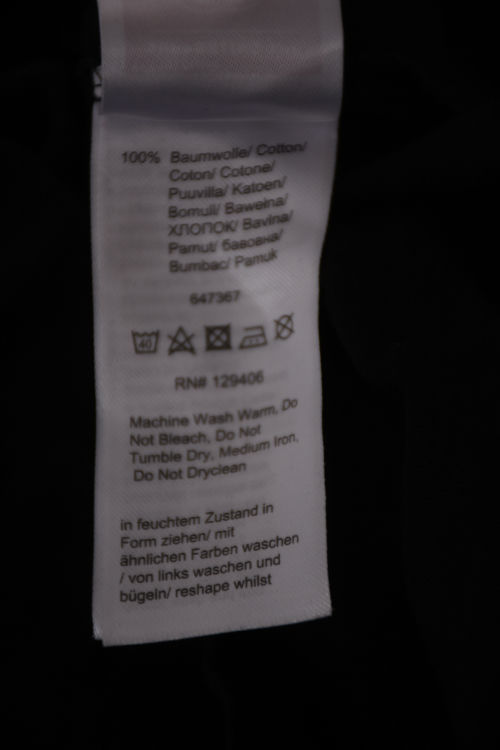 100% Baumwolle/ Cotton/
Coton/ Cotone/
Puuvilla/ Katoen/
Bomull/ Bawełna/
ХЛОПОК/ Bavlna/
Pamut/ бавовна/
Bumbac/ Pamuk
647367
40
RN# 129406
Machine Wash Warm, Do
Not Bleach, Do Not
Tumble Dry, Medium Iron,
Do Not Dryclean
in feuchtem Zustand in
Form ziehen/ mit
ähnlichen Farben waschen
/ von links waschen und
bügeln/ reshape whilst